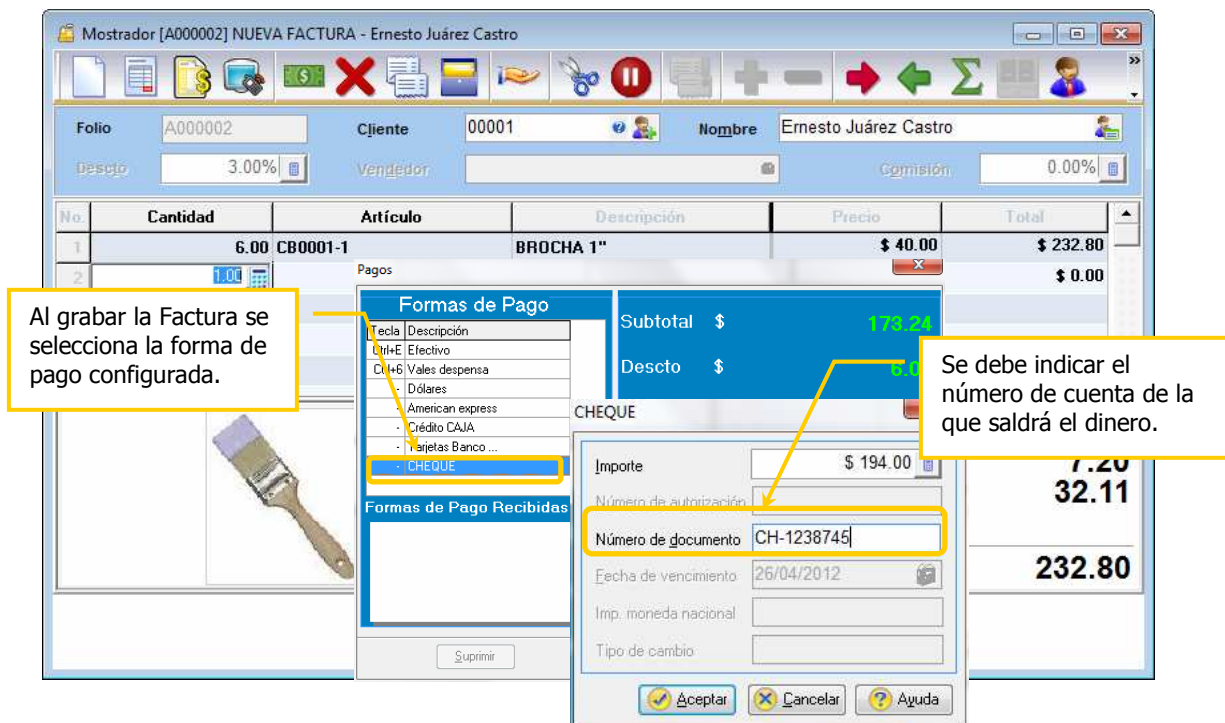 Mostrador [A000002] NUEVA FACTURA - Ernesto Juárez Castro
Folio A000002 Cliente 00001 Nombre Ernesto Juárez Castro
Descto 3.00% Vendedor Comisión 0.00%
No. Cantidad Artículo Descripción Precio Total
1 6.00 CB0001-1 BROCHA 1" $ 40.00 $ 232.80
2 1.00 $ 0.00
Al grabar la Factura se
selecciona la forma de
pago configurada.
Pagos
Formas de Pago
Tecla Descripción
Ctrl+E Efectivo
Ctrl+6 Vales despensa
- Dólares
- American express
- Crédito CAJA
- Tarjetas Banco ...
- CHEQUE
Formas de Pago Recibidas
Suprimir
Subtotal $ 173.24
Descto $
Se debe indicar el
número de cuenta de la
que saldrá el dinero.
CHEQUE
Importe $ 194.00
Número de autorización
Número de documento CH-1238745
Fecha de vencimiento 26/04/2012
Imp. moneda nacional
Tipo de cambio
Aceptar Cancelar Ayuda
7.20
32.11
232.80